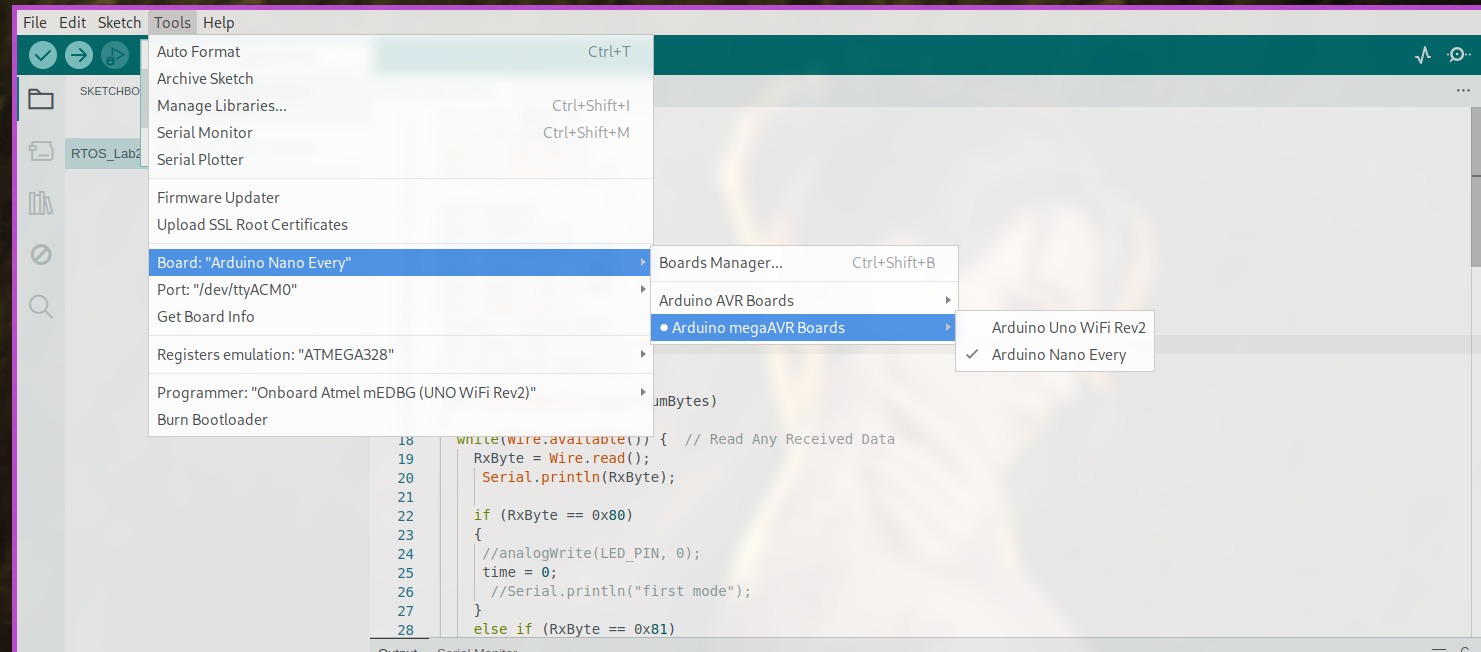 File Edit Sketch Tools Help
Auto Format Ctrl+T
Archive Sketch
SKETCHBO
Manage Libraries... Ctrl+Shift+I
Serial Monitor Ctrl+Shift+M
RTOS_Lab2
Serial Plotter
Firmware Updater
Upload SSL Root Certificates
Board: "Arduino Nano Every"
Port: "/dev/ttyACM0"
Get Board Info
Registers emulation: "ATMEGA328"
Programmer: "Onboard Atmel mEDBG (UNO WiFi Rev2)"
Burn Bootloader
Boards Manager... Ctrl+Shift+B
Arduino AVR Boards
Arduino megaAVR Boards
Arduino Uno WiFi Rev2
Arduino Nano Every
umBytes)
18 while(Wire.available()) { // Read Any Received Data
19 RxByte = Wire.read();
20 Serial.println(RxByte);
21
22 if (RxByte == 0x80)
23 {
24 //analogWrite(LED_PIN, 0);
25 time = 0;
26 //Serial.println("first mode");
27 }
28 else if (RxByte == 0x81)
Output Serial Monitor